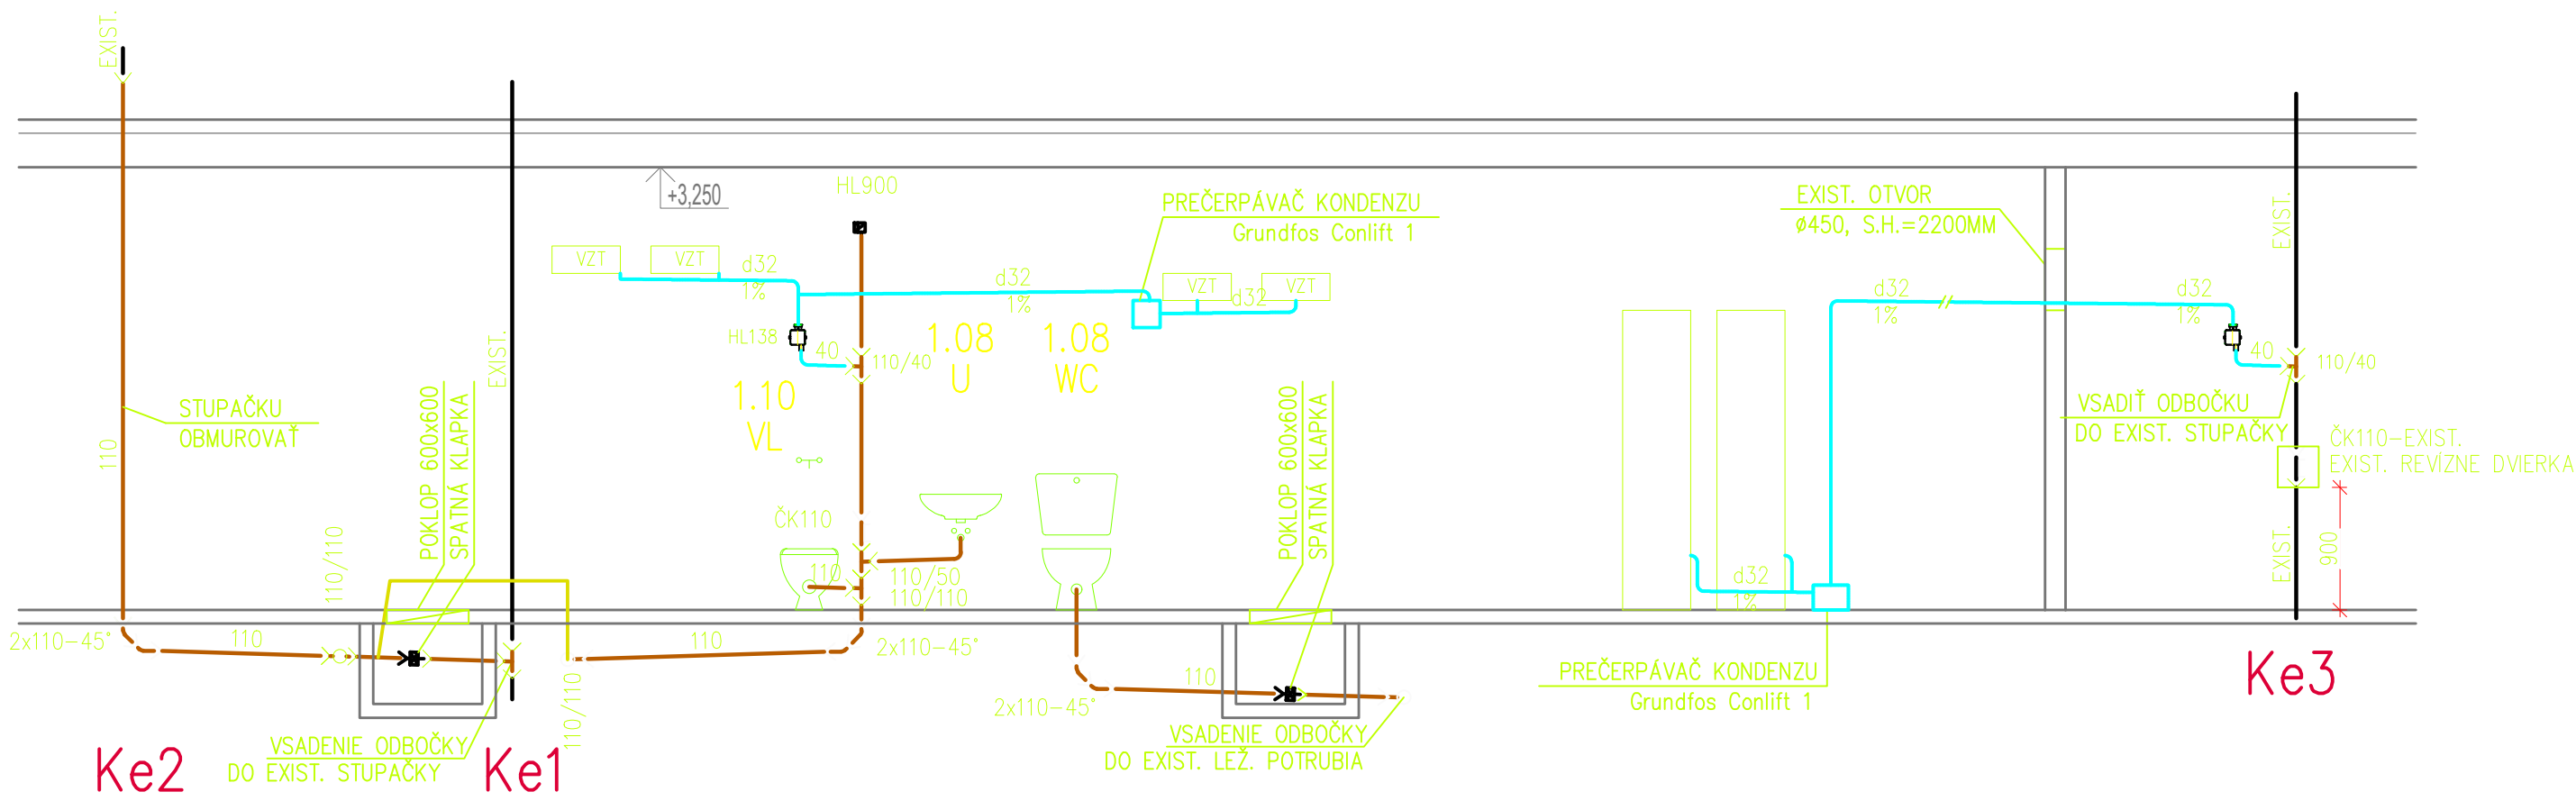 EXIST.
+3,250
HL900
PREČERPÁVAČ KONDENZU
Grundfos Conlift 1
EXIST. OTVOR
ø450, S.H.=2200MM
EXIST.
VZT
VZT
d32
1%
d32
1%
VZT
VZT
d32
d32
1%
d32
1%
HL138
40
110/40
1.08
U
1.08
WC
1.10
VL
40
110/40
EXIST.
STUPAČKU
OBMUROVAŤ
110
POKLOP 600x600
SPATNÁ KLAPKA
POKLOP 600x600
SPATNÁ KLAPKA
VSADIŤ ODBOČKU
DO EXIST. STUPAČKY
ČK110-EXIST.
EXIST. REVÍZNE DVIERKA
ČK110
110/110
110
110/50
110/110
d32
1%
EXIST.
900
2x110-45°
110
110
2x110-45°
110/110
110
2x110-45°
PREČERPÁVAČ KONDENZU
Grundfos Conlift 1
Ke3
VSADENIE ODBOČKY
DO EXIST. STUPAČKY
VSADENIE ODBOČKY
DO EXIST. LEŽ. POTRUBIA
Ke2
Ke1